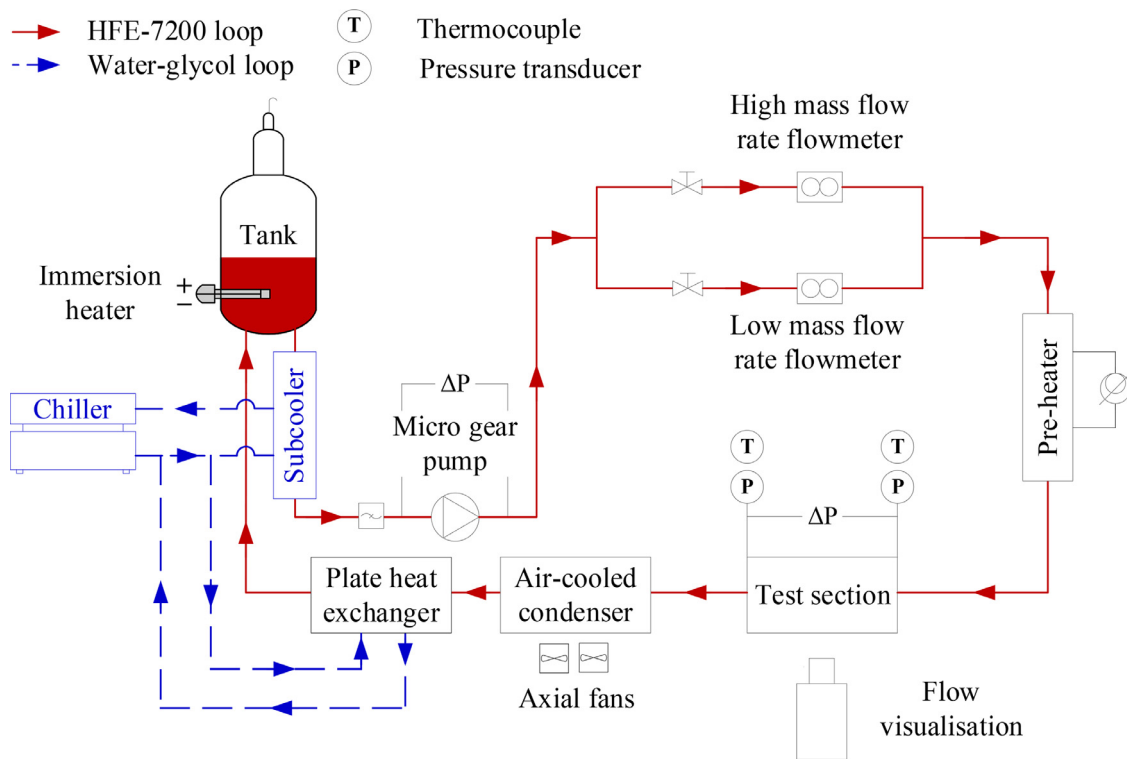 HFE-7200 loop
Water-glycol loop
T
Thermocouple
P
Pressure transducer
High mass flow
rate flowmeter
Tank
Immersion
heater
+
−
Low mass flow
rate flowmeter
Chiller
Subcooler
ΔP
Micro gear
pump
Pre-heater
T
T
P
P
ΔP
Plate heat
exchanger
Air-cooled
condenser
Test section
Axial fans
Flow
visualisation